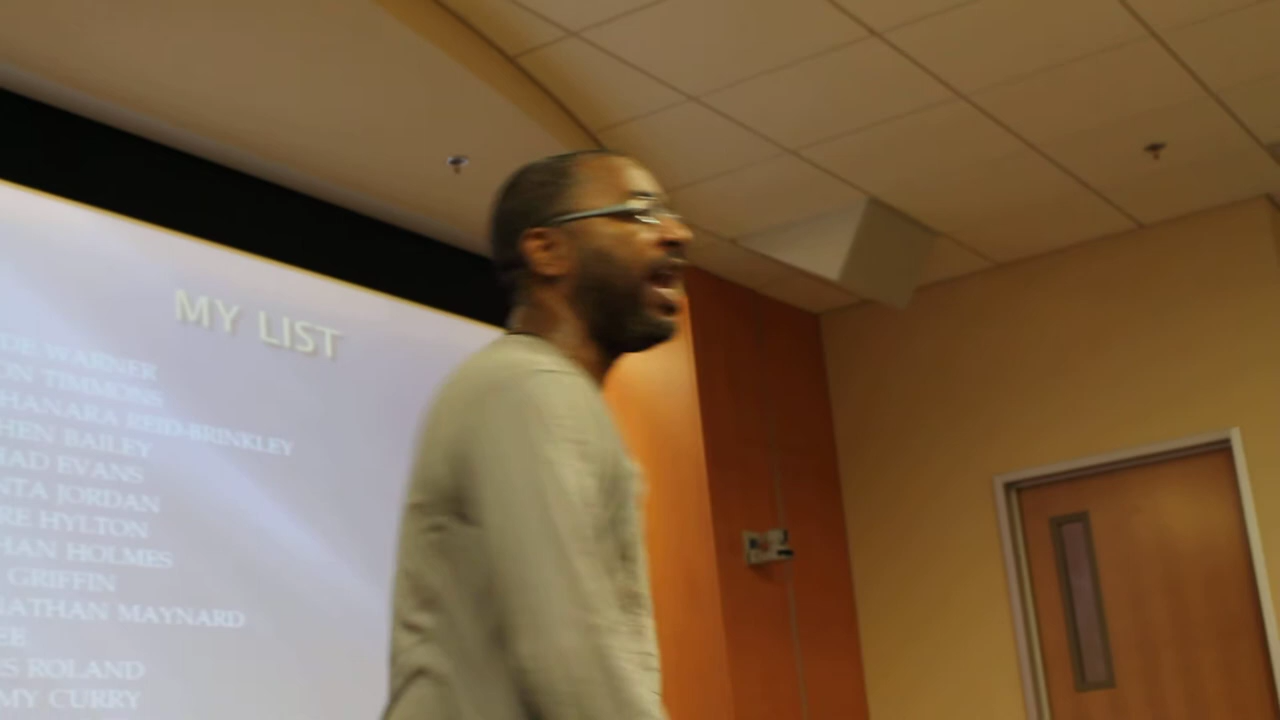 MY LIST
DE WARNER
ON TIMMONS
HANARA REID-BRINKLEY
HEN BAILEY
HAD EVANS
NTA JORDAN
RE HYLTON
HAN HOLMES
GRIFFIN
NATHAN MAYNARD
EE
S ROLAND
MY CURRY